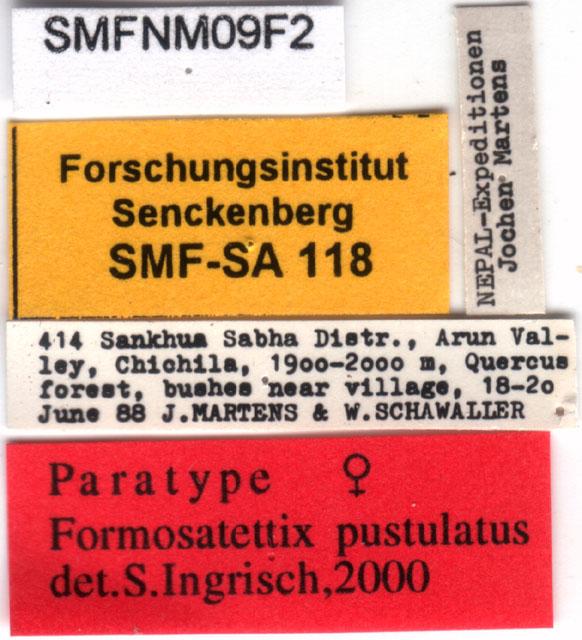 SMFNM09F2
Forschungsinstitut
Senckenberg
SMF-SA 118
NEPAL-Expeditionen
Jochen Martens
414 Sankhua Sabha Distr., Arun Val-
ley, Chichila, 19oo-2ooo m, Quercus
forest, bushes near village, 18-2o
June 88 J.MARTENS & W.SCHAWALLER
Paratype ♀
Formosatettix pustulatus
det.S.Ingrisch,2000